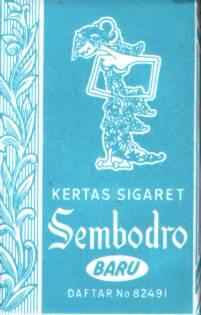 KERTAS SIGARET
Sembodro
BARU
DAFTAR No 82491